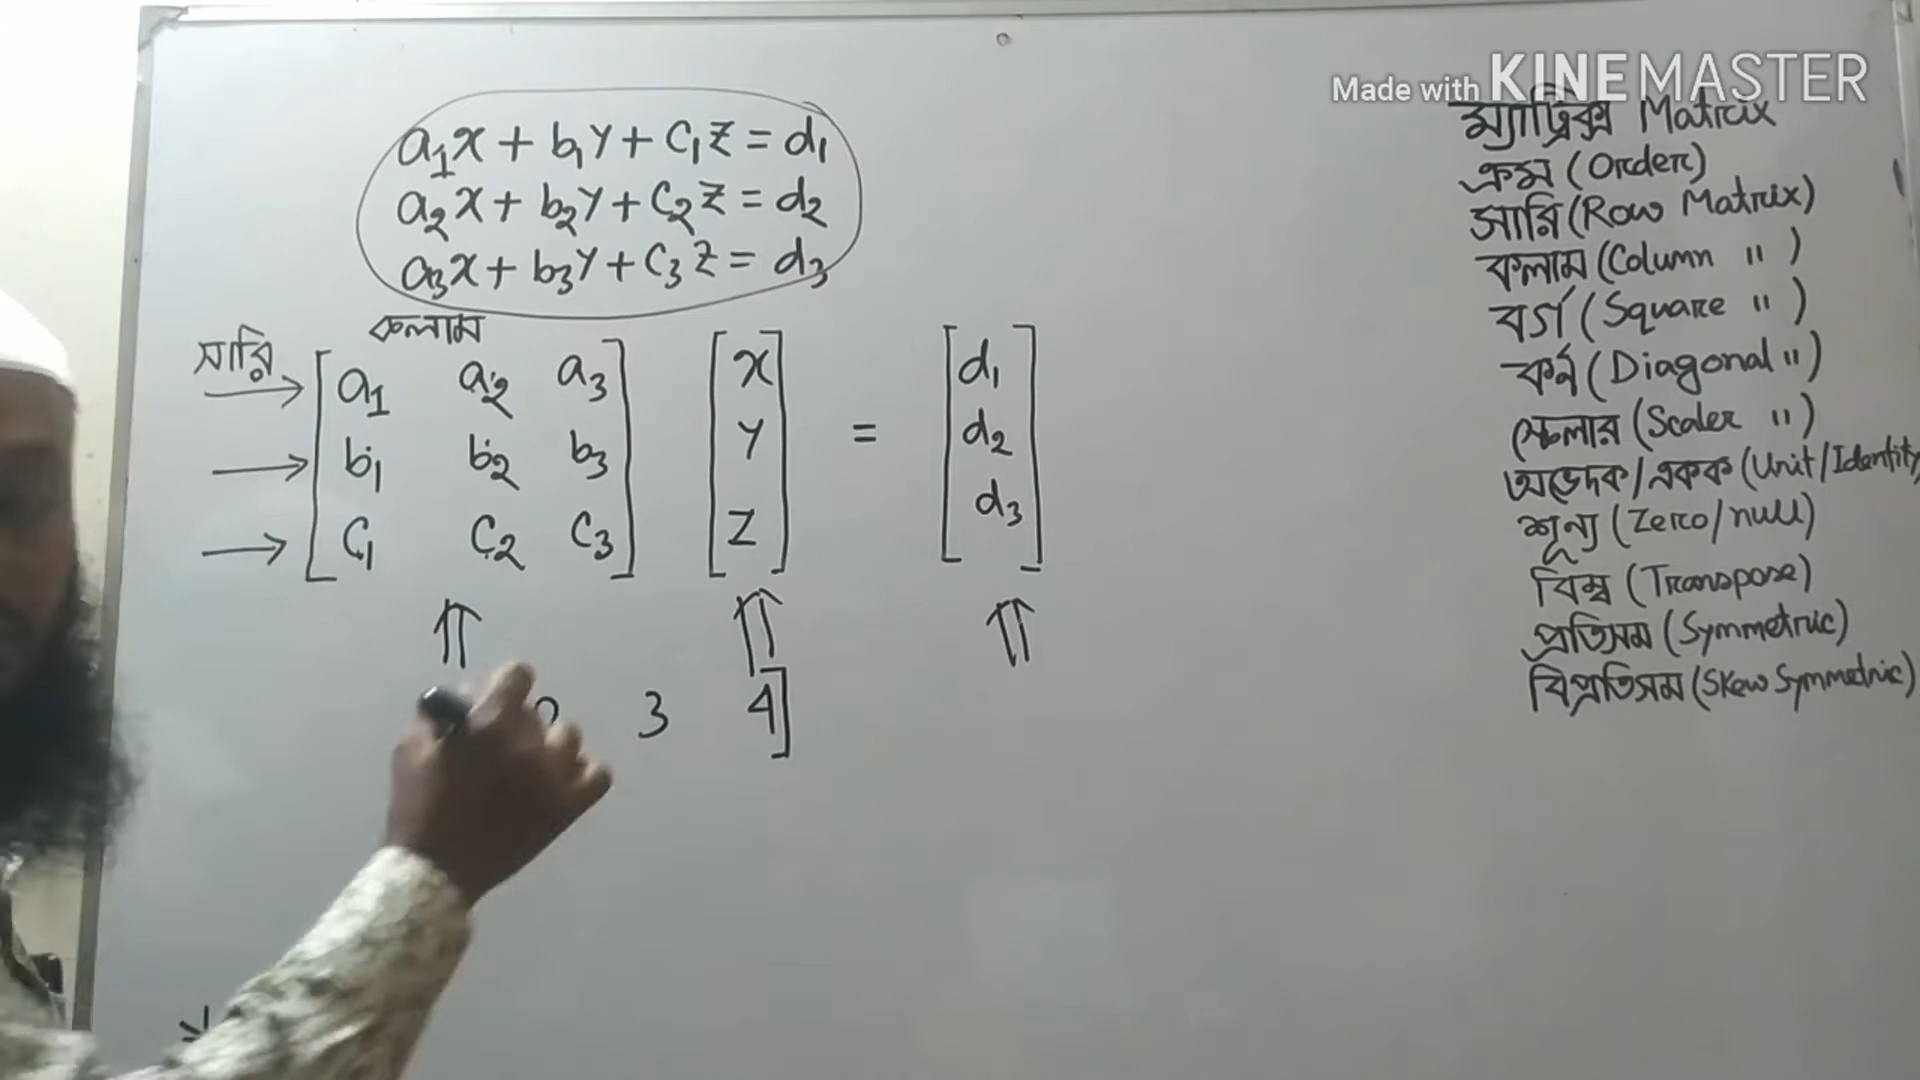 Made with KINEMASTER
a₁x + b₁y + c₁z = d₁
a₂x + b₂y + c₂z = d₂
a₃x + b₃y + c₃z = d₃
সারি কলাম
[a₁ a₂ a₃] [x] [d₁]
[b₁ b₂ b₃] [y] = [d₂]
[c₁ c₂ c₃] [z] [d₃]
3 4]
ম্যাট্রিক্স Matrix
ক্রম (Order)
সারি (Row Matrix)
কলাম (Column ")
বর্গ (Square ")
কর্ন (Diagonal ")
স্কেলার (Scaler ")
অভেদক/একক (Unit/Identity
শূন্য (Zero/null)
বিম্ব (Transpose)
প্রতিসম (Symmetric)
বিপ্রতিসম (Skew Symmetric)